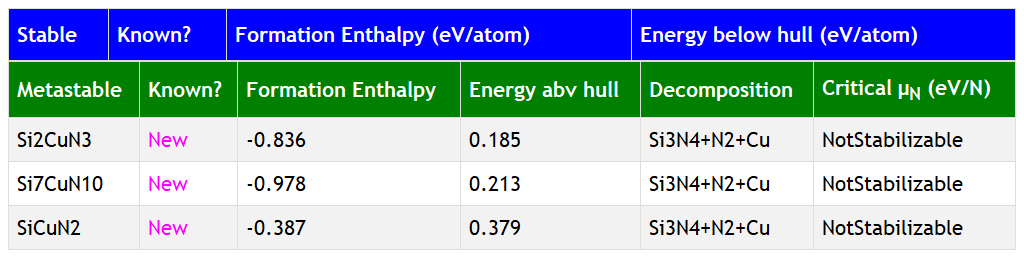 Stable Known? Formation Enthalpy (eV/atom) Energy below hull (eV/atom)
Metastable Known? Formation Enthalpy Energy abv hull Decomposition Critical μN (eV/N)
Si2CuN3 New -0.836 0.185 Si3N4+N2+Cu NotStabilizable
Si7CuN10 New -0.978 0.213 Si3N4+N2+Cu NotStabilizable
SiCuN2 New -0.387 0.379 Si3N4+N2+Cu NotStabilizable